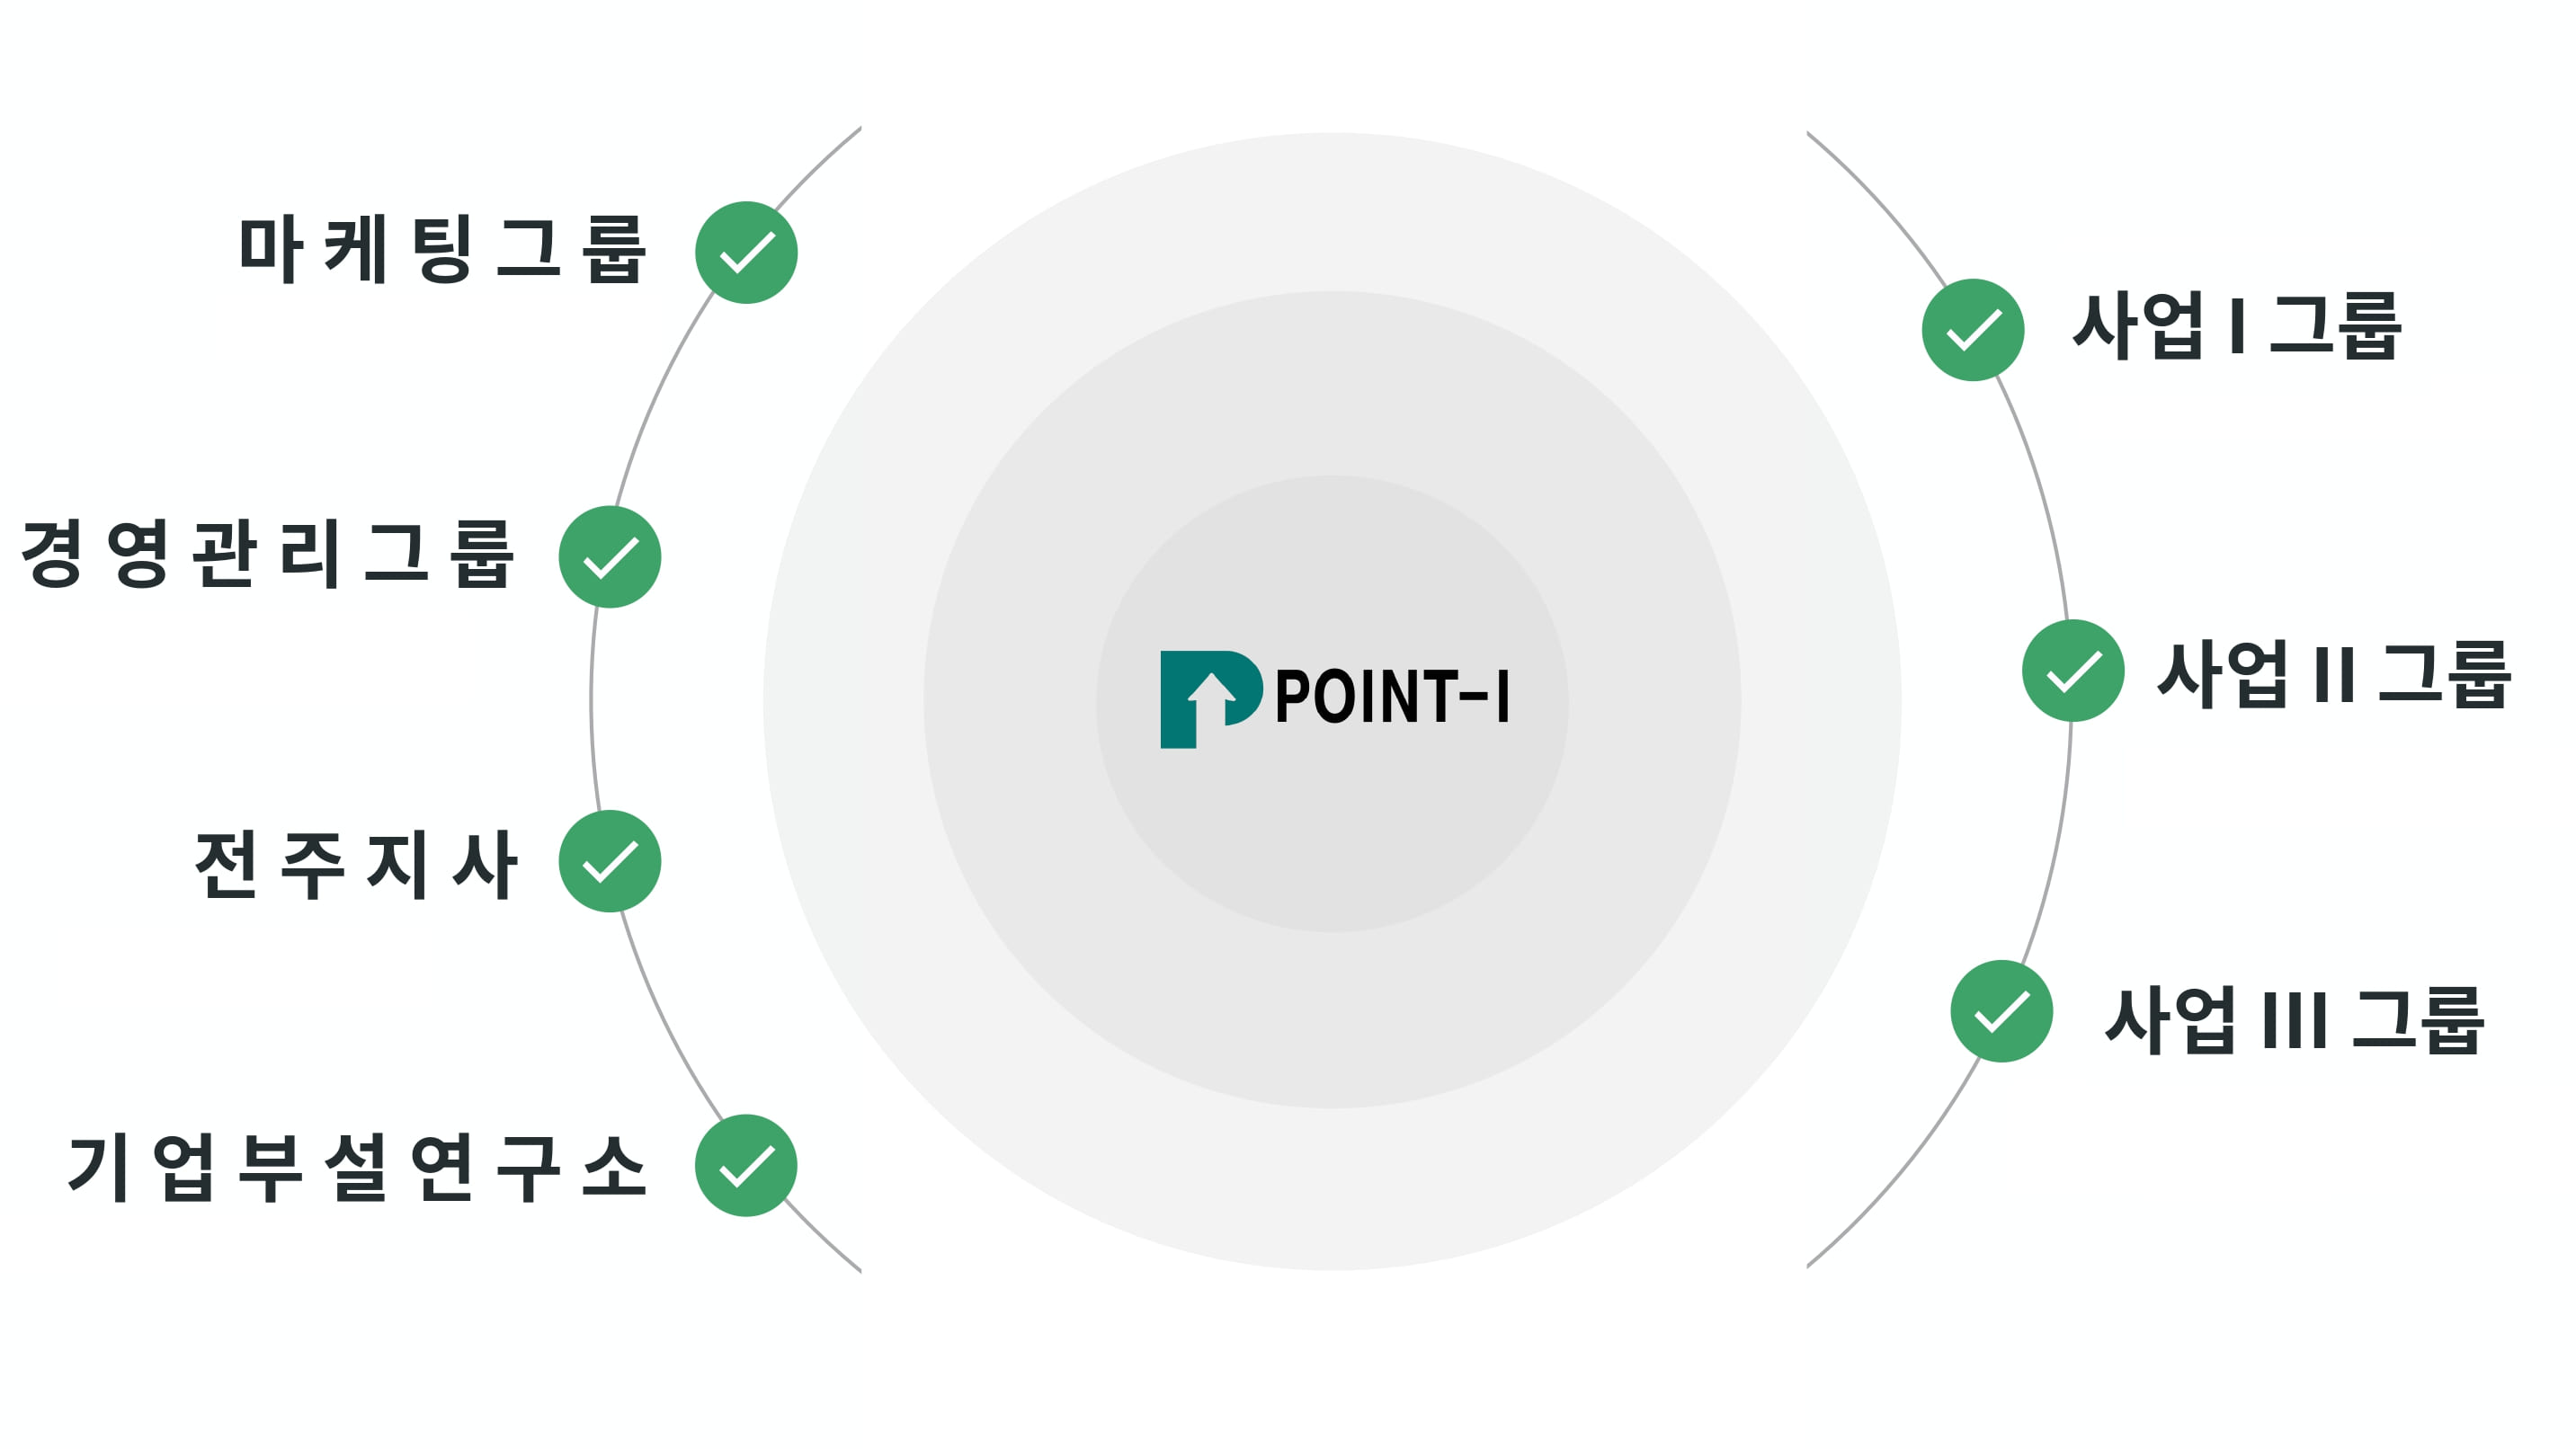 마케팅그룹
경영관리그룹
전주지사
기업부설연구소
POINT-I
사업 I 그룹
사업 II 그룹
사업 III 그룹